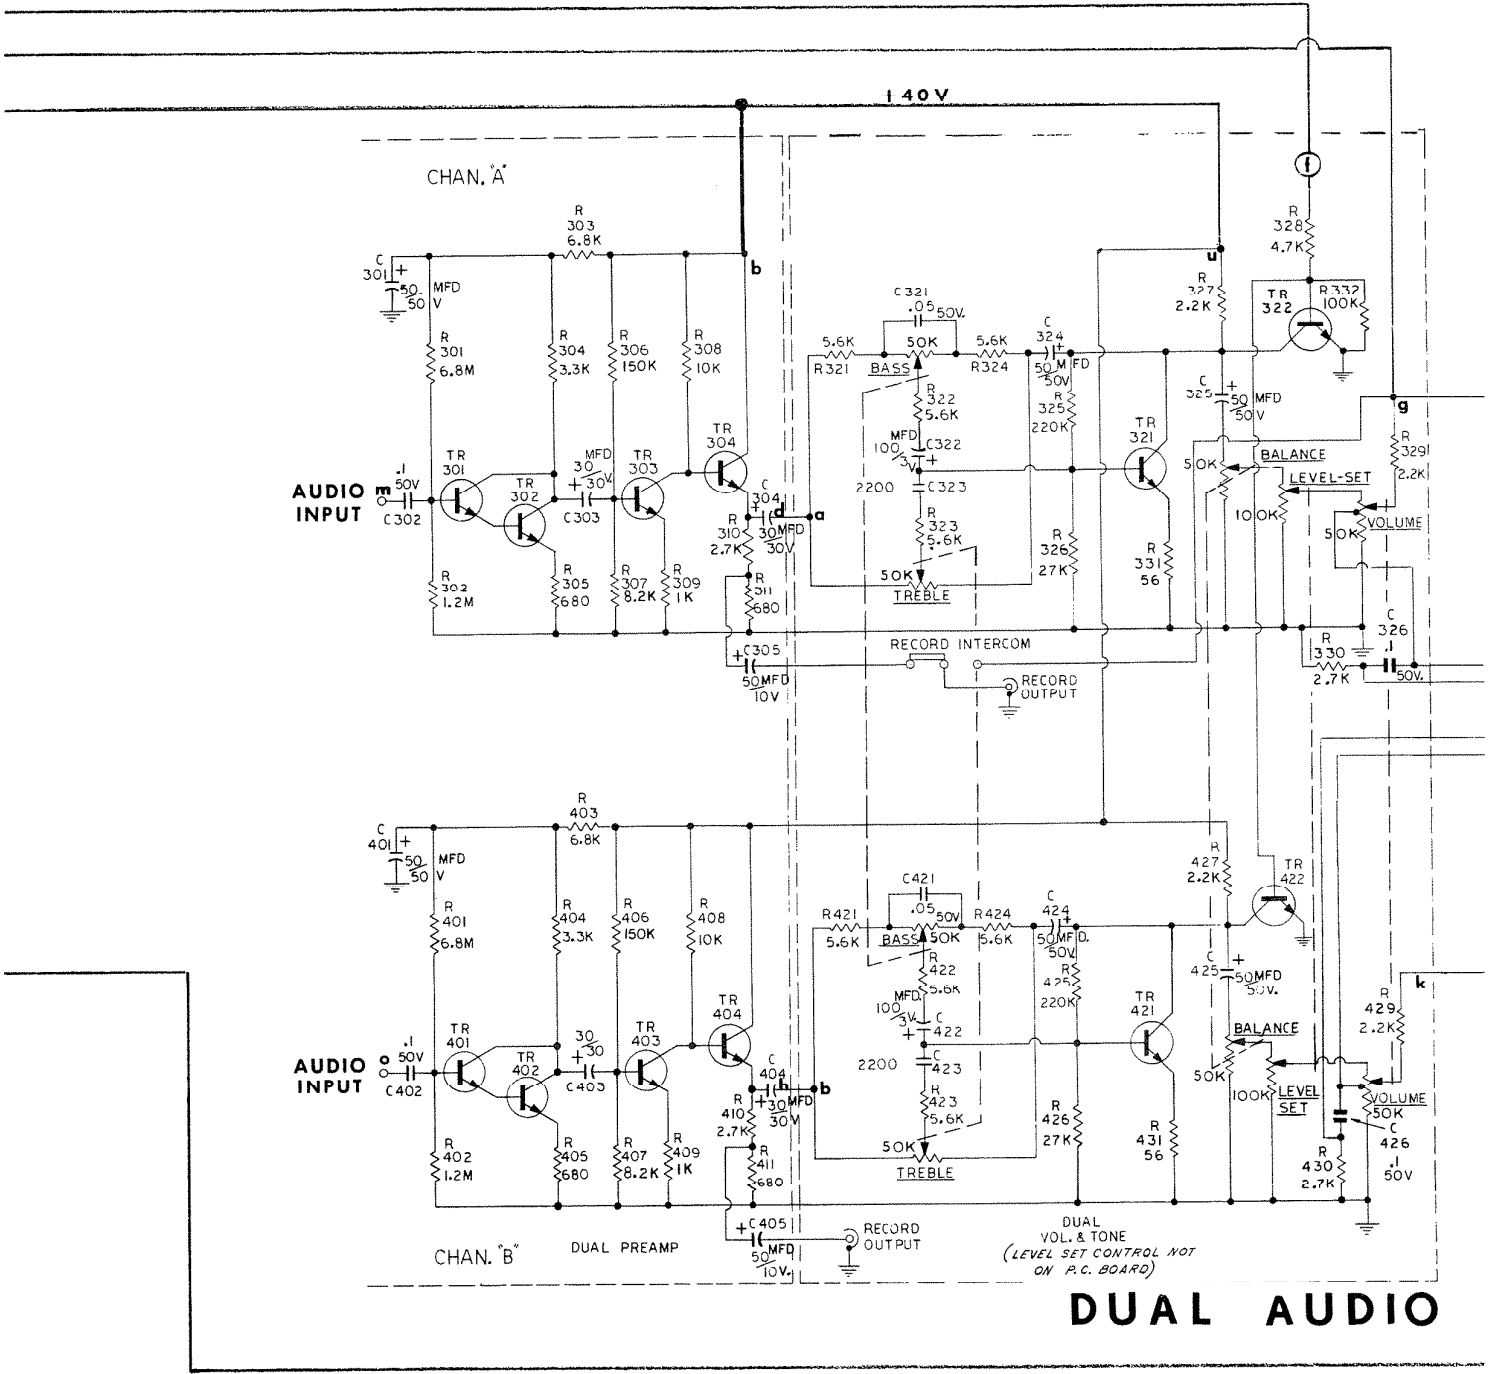 140V
CHAN. "A"
R
303
6.8K
C
301
+
50
MFD
50 V
R
301
6.8M
R
304
3.3K
R
306
150K
R
308
10K
b
TR
304
TR
301
TR
302
MFD
30
30V.
+
C303
TR
303
AUDIO
INPUT
m
.1
50V
C302
R
302
1.2M
R
305
680
R
307
8.2K
R
309
1K
R
310
2.7K
C
304
+
30 MFD
30V
d
a
R
311
680
+C305
50MFD
10V
RECORD INTERCOM
RECORD
OUTPUT
C321
.05 50V.
5.6K
R321
50K
BASS
5.6K
R324
C
324
+
50 MFD
50V
R
322
5.6K
MFD
100
3V
C322
+
2200
C323
R
323
5.6K
50K
TREBLE
R
325
220K
R
326
27K
TR
321
R
331
56
u
R
327
2.2K
f
R
328
4.7K
TR
322
R332
100K
C
325
+
50 MFD
50V
50K
BALANCE
LEVEL-SET
100K
50K
VOLUME
g
R
329
2.2K
C
326
.1
50V.
R
330
2.7K
R
403
6.8K
C
401
+
50
MFD
50 V
R
401
6.8M
R
404
3.3K
R
406
150K
R
408
10K
TR
404
TR
401
TR
402
30
30
+
C403
TR
403
AUDIO
INPUT
o
.1
50V
C402
R
402
1.2M
R
405
680
R
407
8.2K
R
409
1K
R
410
2.7K
C
404
+
30 MFD
30V
h
b
R
411
680
+C405
50MFD
10V.
RECORD
OUTPUT
CHAN. "B"
DUAL PREAMP
C421
.05 50V
R421
5.6K
BASS
50K
R424
5.6K
C
424
+
50MFD.
50V.
R
422
5.6K
MFD.
100
3V.
+
C
422
2200
C
423
R
423
5.6K
50K
TREBLE
R
425
220K
R
426
27K
TR
421
R
431
56
R
427
2.2K
TR
422
C
425
+
50MFD
50V.
BALANCE
50K
100K
LEVEL
SET
VOLUME
50K
k
R
429
2.2K
C
426
.1
50V
R
430
2.7K
DUAL
VOL. & TONE
(LEVEL SET CONTROL NOT
ON P.C. BOARD)
DUAL AUDIO